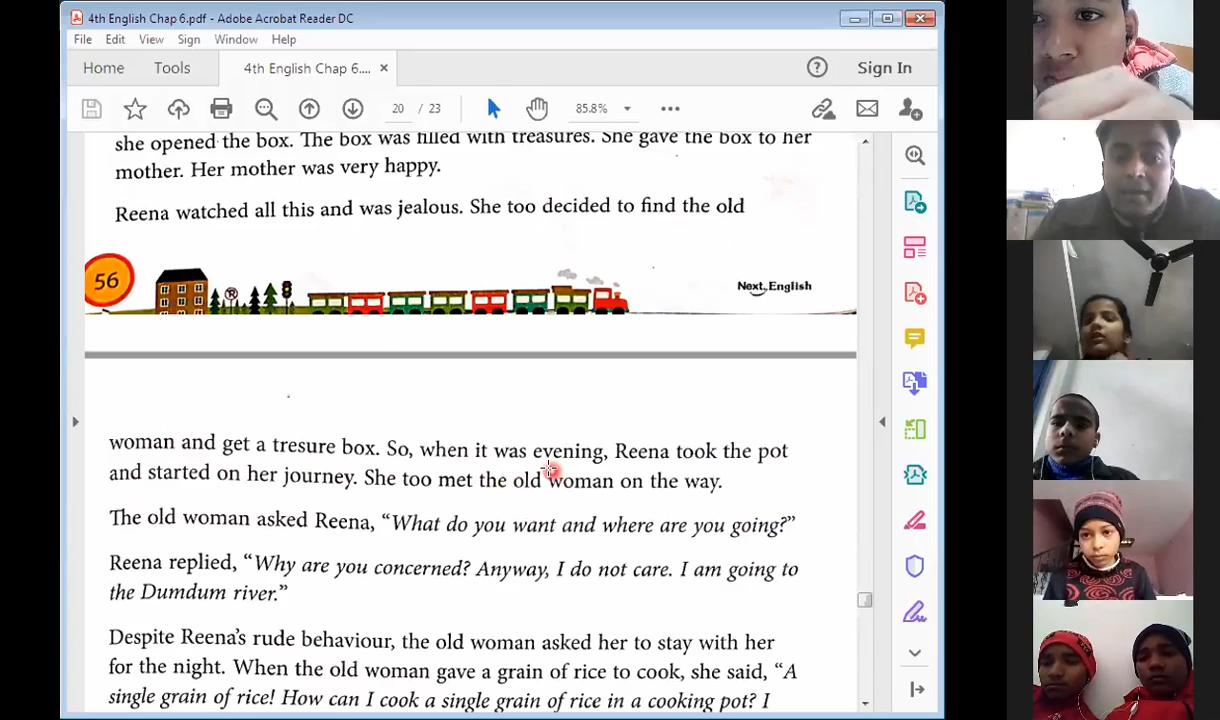 4th English Chap 6.pdf - Adobe Acrobat Reader DC
File Edit View Sign Window Help
Home Tools 4th English Chap 6.... × ? Sign In
20 / 23 85.8%
she opened the box. The box was filled with treasures. She gave the box to her
mother. Her mother was very happy.
Reena watched all this and was jealous. She too decided to find the old
56
Next English
woman and get a tresure box. So, when it was evening, Reena took the pot
and started on her journey. She too met the old woman on the way.
The old woman asked Reena, “What do you want and where are you going?”
Reena replied, “Why are you concerned? Anyway, I do not care. I am going to
the Dumdum river.”
Despite Reena’s rude behaviour, the old woman asked her to stay with her
for the night. When the old woman gave a grain of rice to cook, she said, “A
single grain of rice! How can I cook a single grain of rice in a cooking pot? I